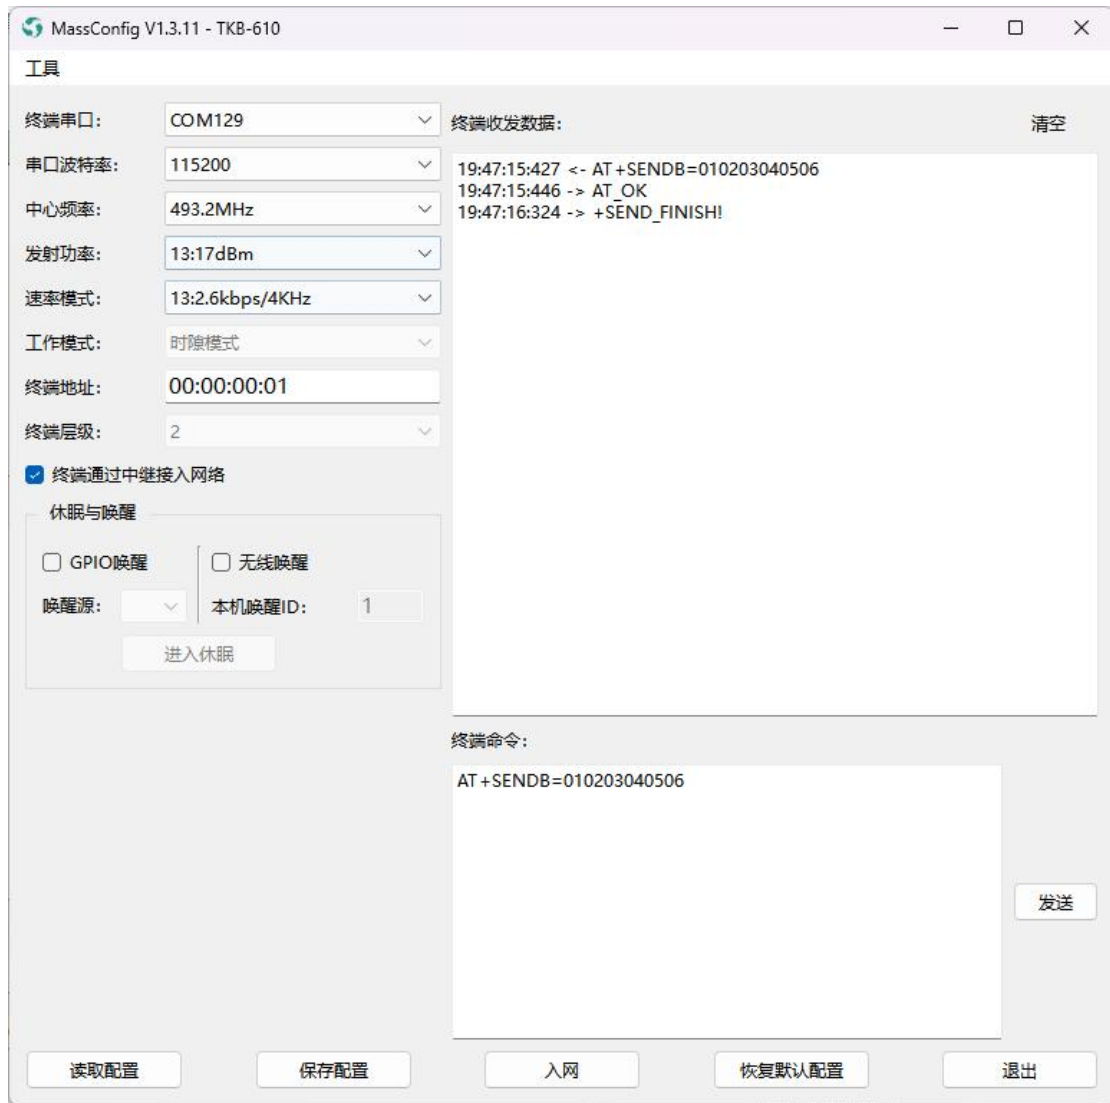 MassConfig V1.3.11 - TKB-610
工具
终端串口: COM129
串口波特率: 115200
中心频率: 493.2MHz
发射功率: 13:17dBm
速率模式: 13:2.6kbps/4KHz
工作模式: 时隙模式
终端地址: 00:00:00:01
终端层级: 2
终端通过中继接入网络
休眠与唤醒
GPIO唤醒 无线唤醒
唤醒源: 本机唤醒ID: 1
进入休眠
终端收发数据: 清空
19:47:15:427 <- AT+SENDB=010203040506
19:47:15:446 -> AT_OK
19:47:16:324 -> +SEND_FINISH!
终端命令:
AT+SENDB=010203040506
发送
读取配置 保存配置 入网 恢复默认配置 退出